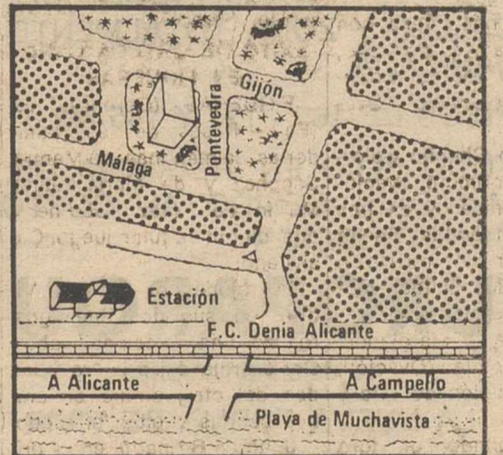 Gijón
Pontevedra
Málaga
Estación
F.C. Denia Alicante
A Alicante
A Campello
Playa de Muchavista